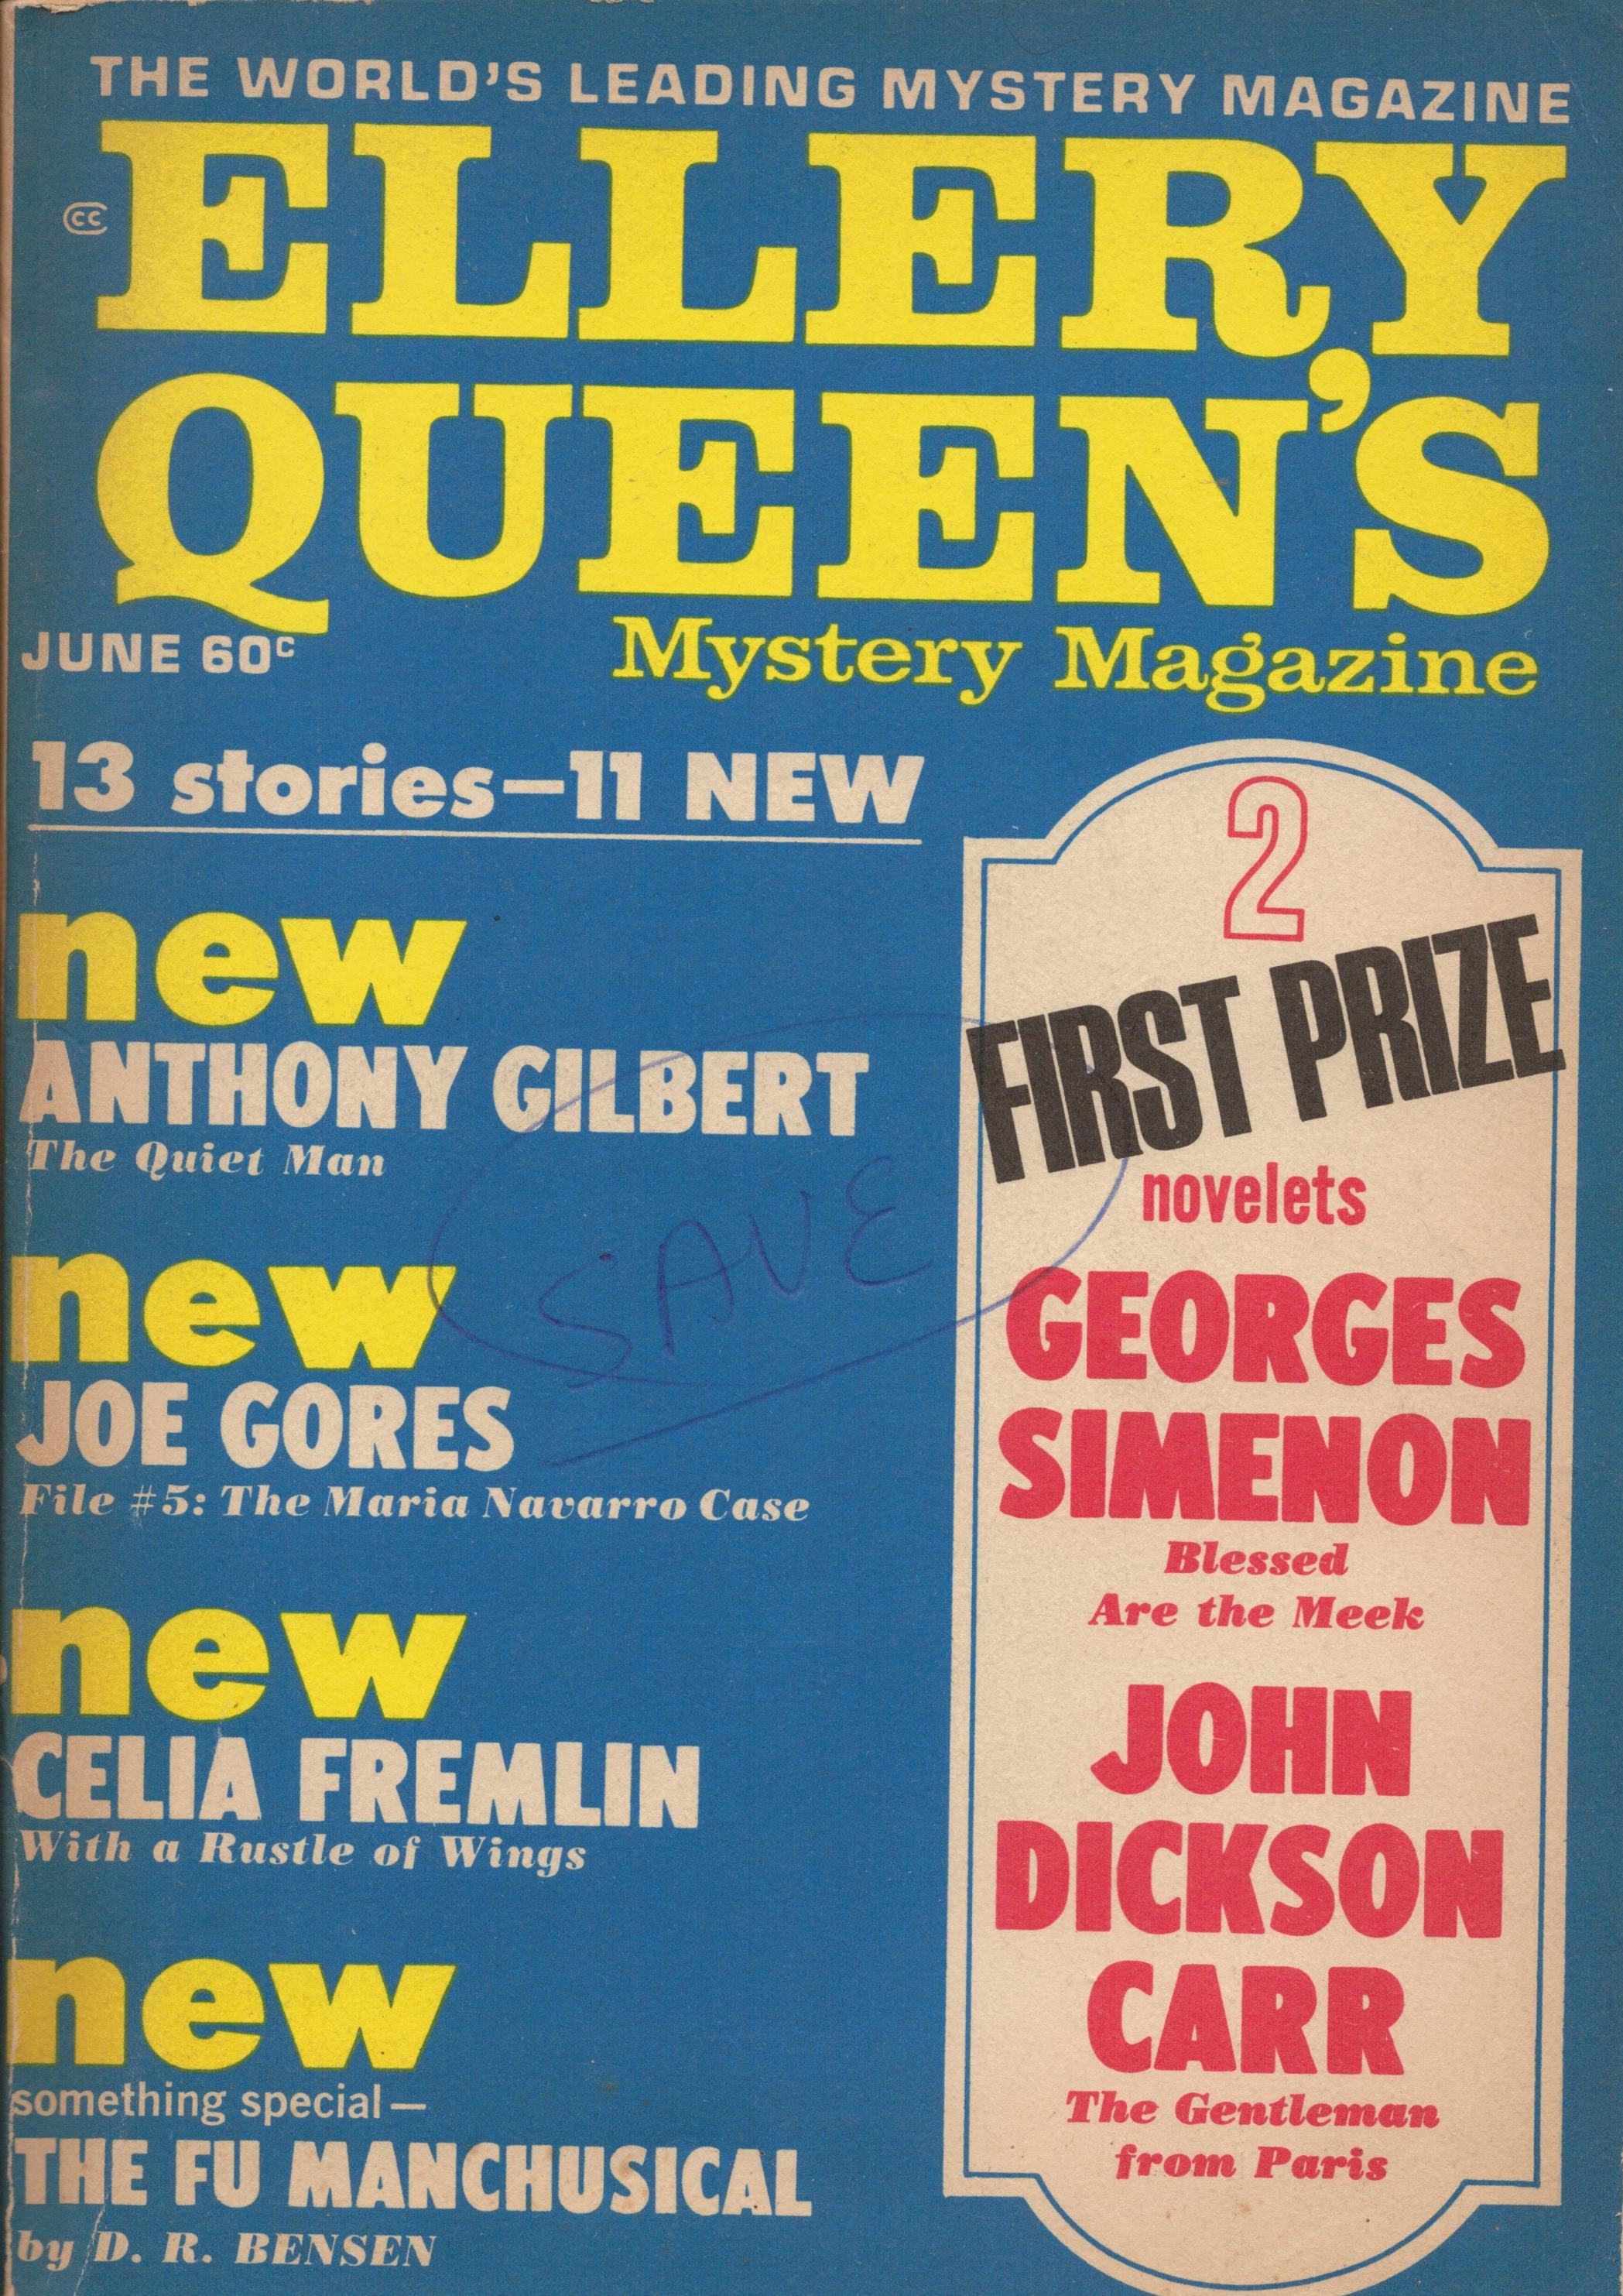 THE WORLD'S LEADING MYSTERY MAGAZINE
cc
ELLERY
QUEEN'S
Mystery Magazine
JUNE 60c
13 stories—11 NEW
new
ANTHONY GILBERT
The Quiet Man
new
JOE GORES
File #5: The Maria Navarro Case
new
CELIA FREMLIN
With a Rustle of Wings
new
something special—
THE FU MANCHUSICAL
by D. R. BENSEN
SAVE
2
FIRST PRIZE
novelets
GEORGES
SIMENON
Blessed
Are the Meek
JOHN
DICKSON
CARR
The Gentleman
from Paris